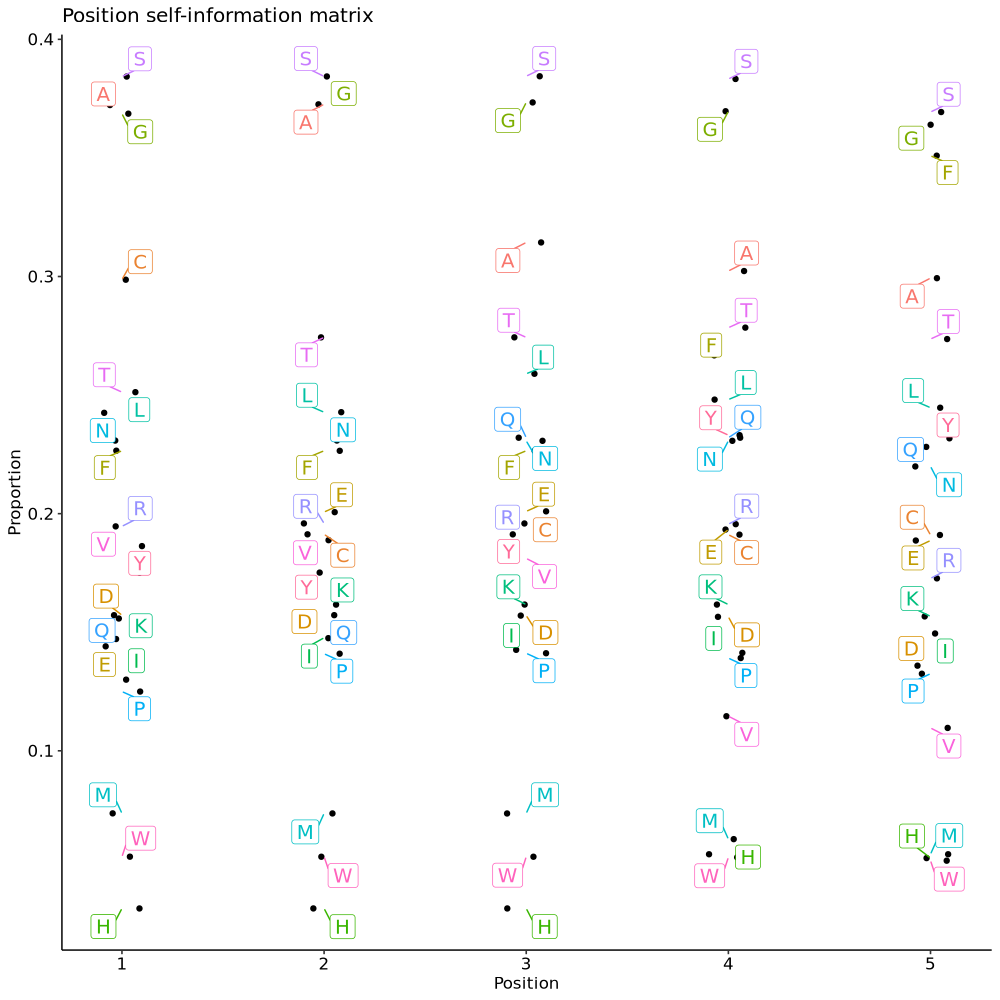 Position self-information matrix
0.4
S
S
S
S
A
G
S
G
A
G
G
G
S
F
0.3
C
A
A
A
T
T
T
T
F
T
L
L
L
L
L
N
N
Q
Y
Q
Y
F
F
F
N
N
Q
N
0.2
R
R
E
R
E
R
C
V
Y
V
C
Y
C
E
C
E
R
Y
K
K
V
K
K
D
Q
K
D
Q
I
D
I
D
D
I
E
I
I
P
P
P
P
P
V
V
0.1
M
M
M
M
W
M
H
W
W
W
H
W
H
H
H
M
1
2
3
4
5
Position
Proportion